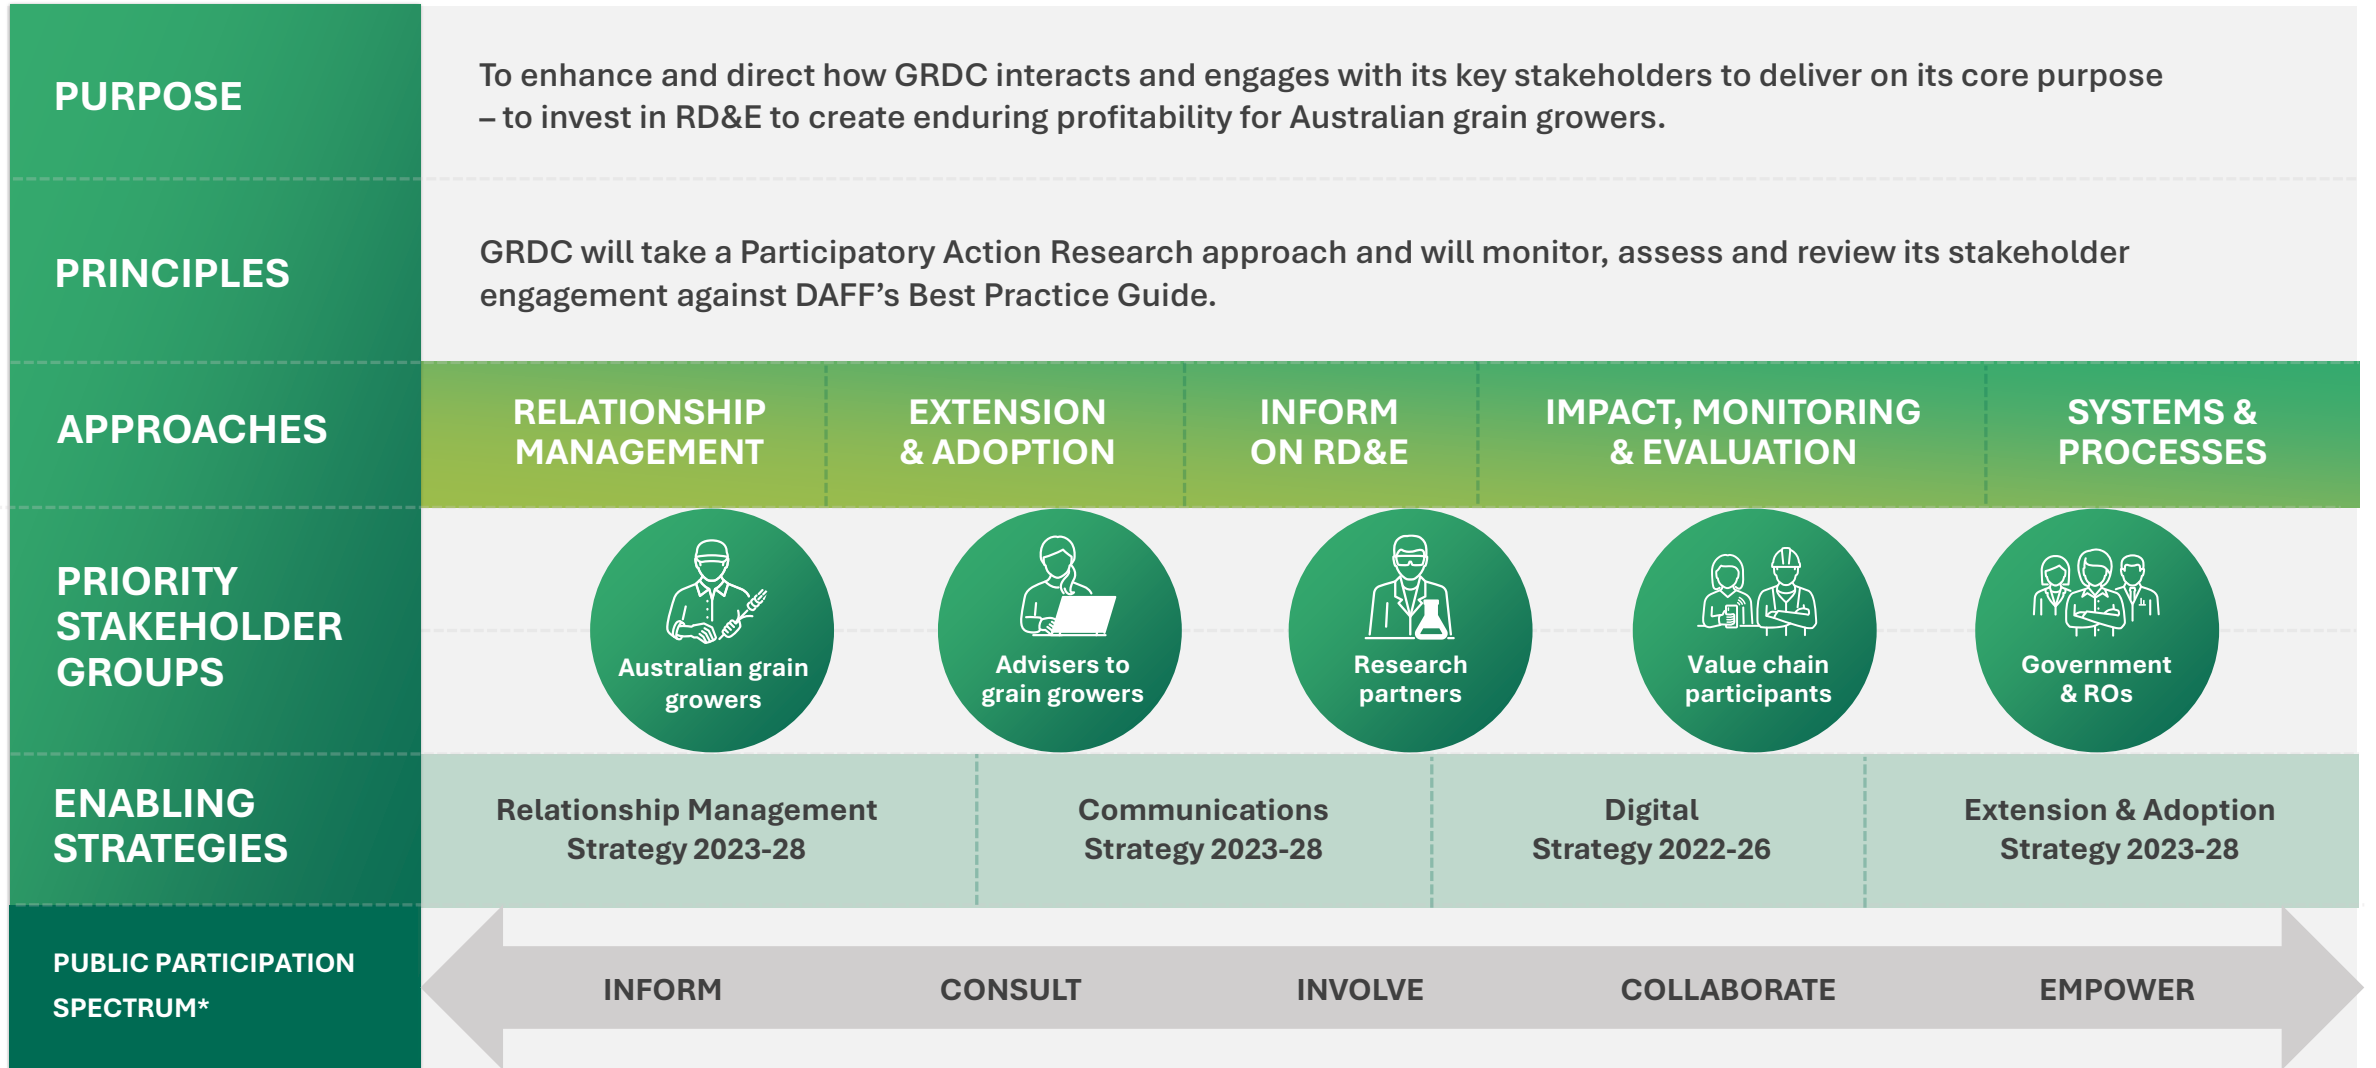 PURPOSE
To enhance and direct how GRDC interacts and engages with its key stakeholders to deliver on its core purpose
– to invest in RD&E to create enduring profitability for Australian grain growers.
PRINCIPLES
GRDC will take a Participatory Action Research approach and will monitor, assess and review its stakeholder
engagement against DAFF’s Best Practice Guide.
APPROACHES
RELATIONSHIP
MANAGEMENT
EXTENSION
& ADOPTION
INFORM
ON RD&E
IMPACT, MONITORING
& EVALUATION
SYSTEMS &
PROCESSES
PRIORITY
STAKEHOLDER
GROUPS
Australian grain
growers
Advisers to
grain growers
Research
partners
Value chain
participants
Government
& ROs
ENABLING
STRATEGIES
Relationship Management
Strategy 2023-28
Communications
Strategy 2023-28
Digital
Strategy 2022-26
Extension & Adoption
Strategy 2023-28
PUBLIC PARTICIPATION
SPECTRUM*
INFORM
CONSULT
INVOLVE
COLLABORATE
EMPOWER